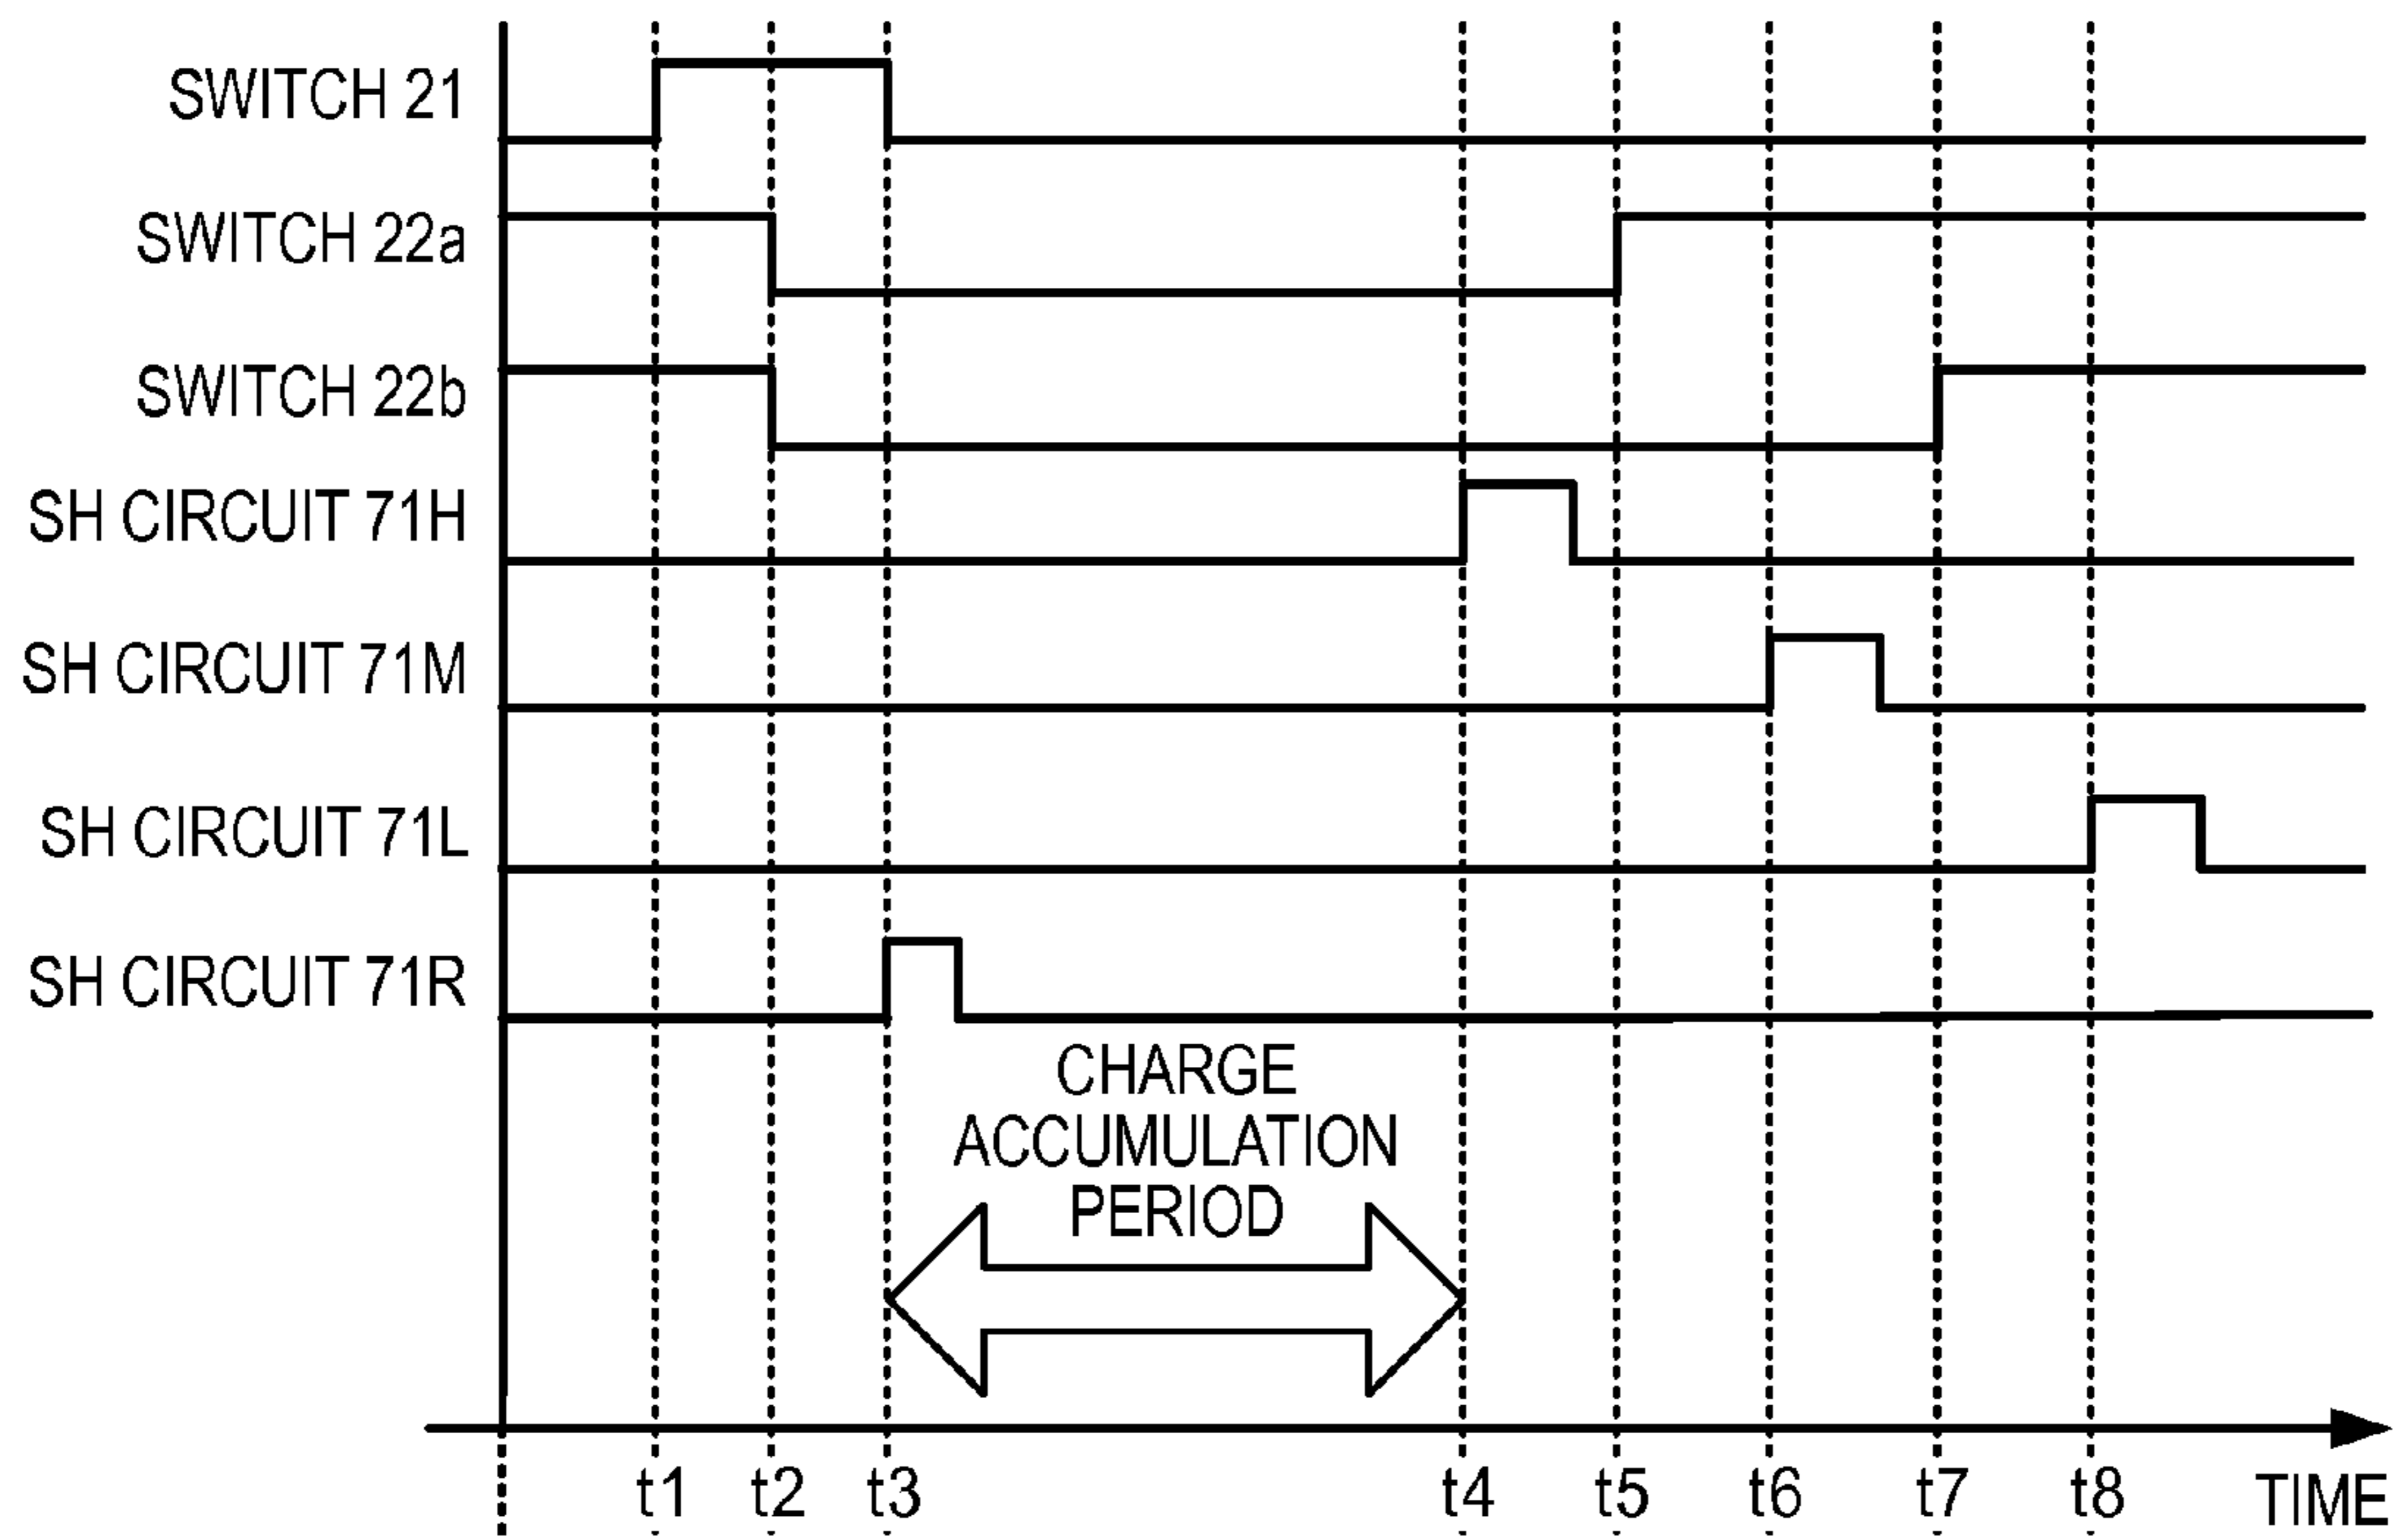 SWITCH 21
SWITCH 22a
SWITCH 22b
SH CIRCUIT 71H
SH CIRCUIT 71M
SH CIRCUIT 71L
SH CIRCUIT 71R
CHARGE
ACCUMULATION
PERIOD
t1 t2 t3 t4 t5 t6 t7 t8 TIME